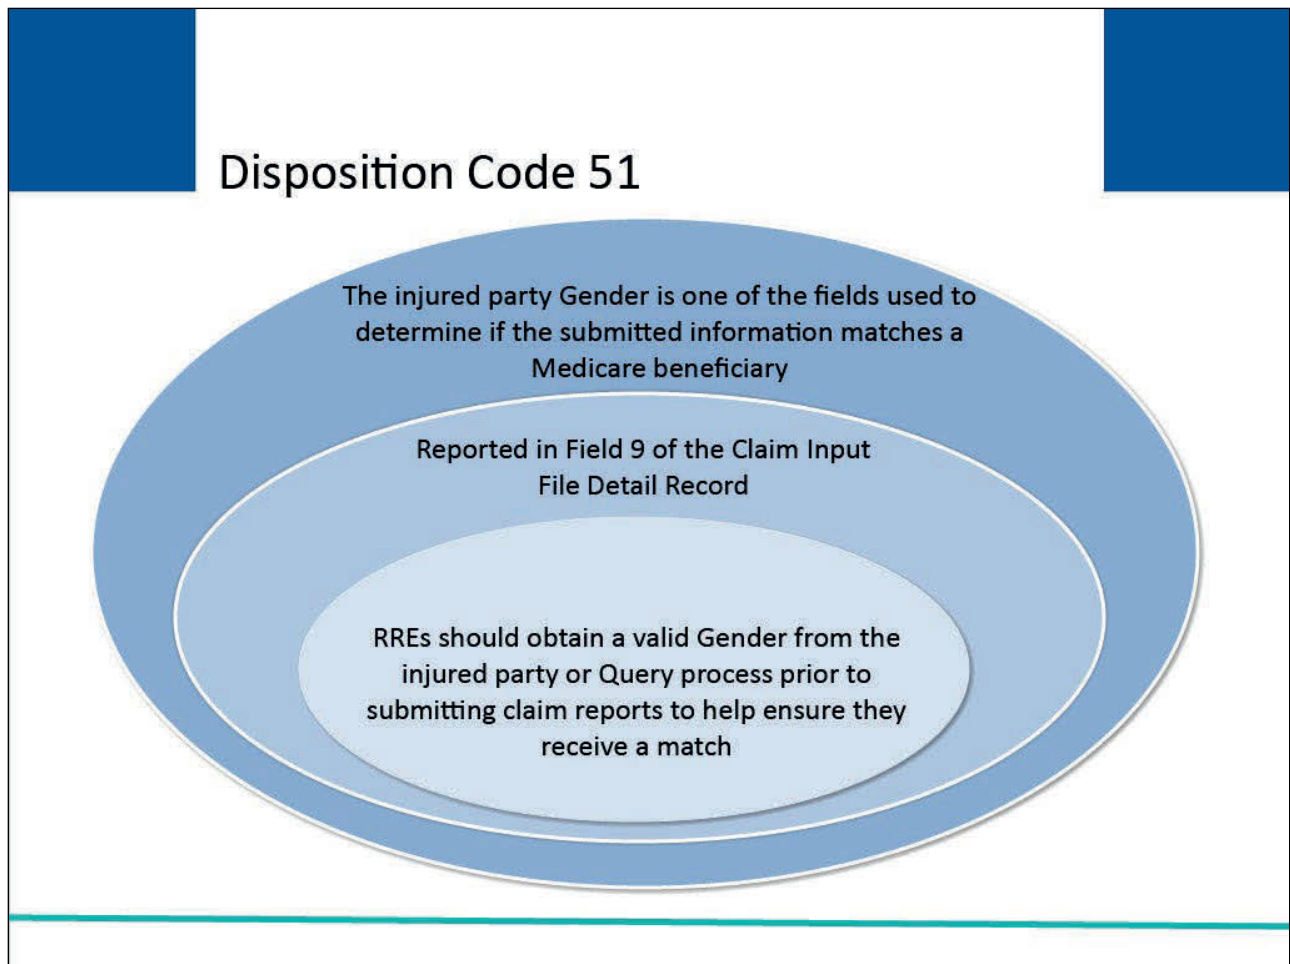 Disposition Code 51
The injured party Gender is one of the fields used to
determine if the submitted information matches a
Medicare beneficiary
Reported in Field 9 of the Claim Input
File Detail Record
RREs should obtain a valid Gender from the
injured party or Query process prior to
submitting claim reports to help ensure they
receive a match